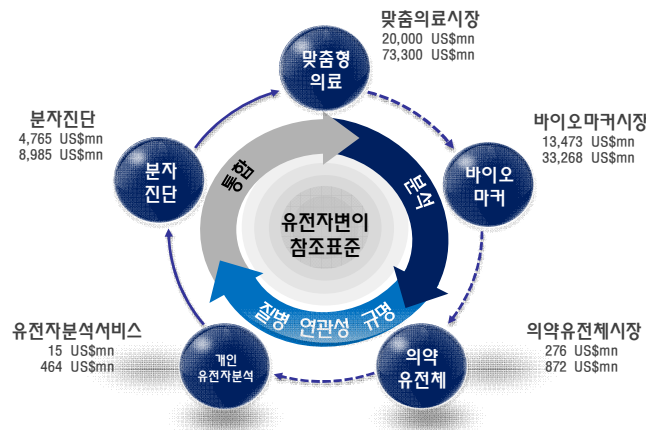 맞춤의료시장
20,000 US$mn
73,300 US$mn
맞춤형
의료
분자진단
4,765 US$mn
8,985 US$mn
분자
진단
바이오마커시장
13,473 US$mn
33,268 US$mn
바이오
마커
통합
분석
유전자변이
참조표준
질병 연관성 규명
유전자분석서비스
15 US$mn
464 US$mn
개인
유전자분석
의약
유전체
의약유전체시장
276 US$mn
872 US$mn